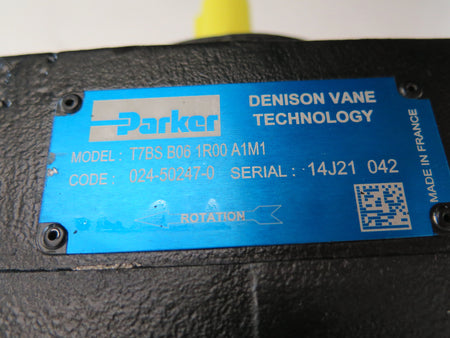 Parker
DENISON VANE
TECHNOLOGY
MODEL : T7BS B06 1R00 A1M1
CODE : 024-50247-0 SERIAL : 14J21 042
ROTATION
MADE IN FRANCE